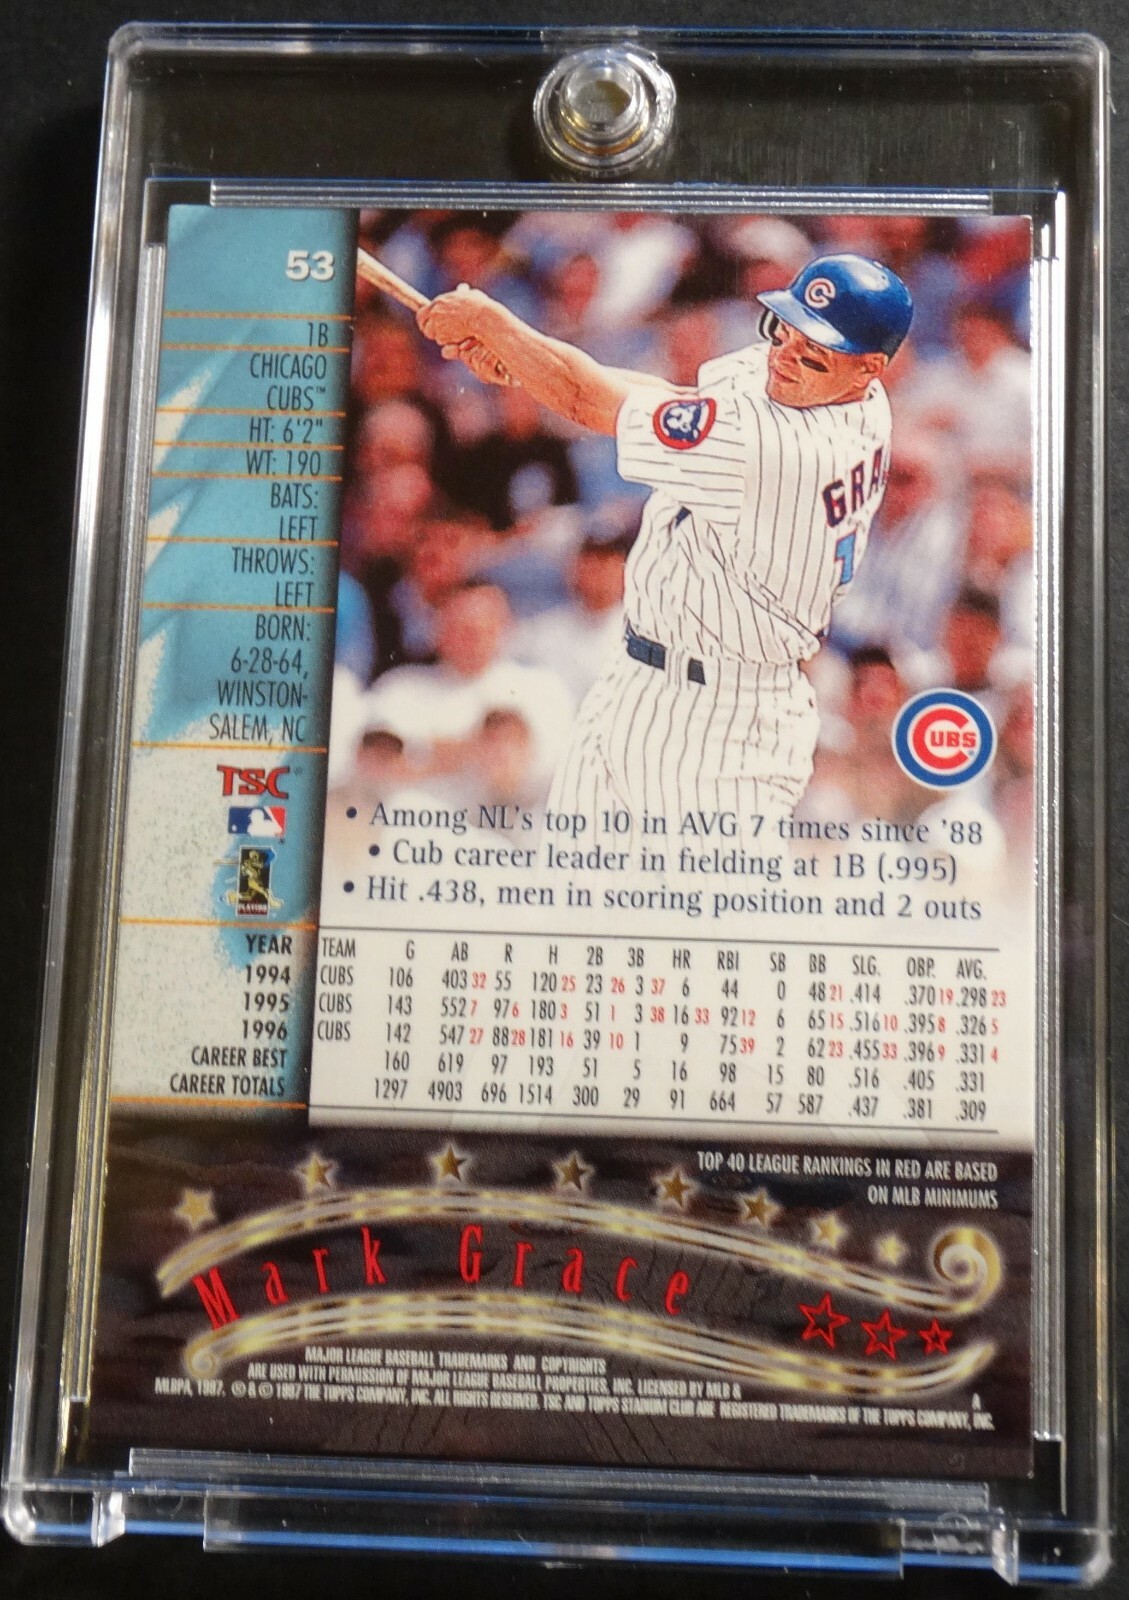 53
1B
CHICAGO
CUBS™
HT: 6'2"
WT: 190
BATS:
LEFT
THROWS:
LEFT
BORN:
6-28-64,
WINSTON-
SALEM, NC
TSC
C
GRA
1
CUBS
• Among NL's top 10 in AVG 7 times since '88
• Cub career leader in fielding at 1B (.995)
• Hit .438, men in scoring position and 2 outs
YEAR TEAM G AB R H 2B 3B HR RBI SB BB SLG. OBP. AVG.
1994 CUBS 106 403 32 55 120 25 23 26 3 37 6 44 0 48 21 .414 .370 19 .298 23
1995 CUBS 143 552 7 97 6 180 3 51 1 3 38 16 33 92 12 6 65 15 .516 10 .395 8 .326 5
1996 CUBS 142 547 27 88 28 181 16 39 10 1 9 75 39 2 62 23 .455 33 .396 9 .331 4
CAREER BEST 160 619 97 193 51 5 16 98 15 80 .516 .405 .331
CAREER TOTALS 1297 4903 696 1514 300 29 91 664 57 587 .437 .381 .309
TOP 40 LEAGUE RANKINGS IN RED ARE BASED
ON MLB MINIMUMS
Mark Grace
MAJOR LEAGUE BASEBALL TRADEMARKS AND COPYRIGHTS
ARE USED WITH PERMISSION OF MAJOR LEAGUE BASEBALL PROPERTIES, INC. LICENSED BY MLB &
MLBPA, 1997. ® & © 1997 THE TOPPS COMPANY, INC. ALL RIGHTS RESERVED. TSC AND TOPPS STADIUM CLUB ARE REGISTERED TRADEMARKS OF THE TOPPS COMPANY, INC.
A